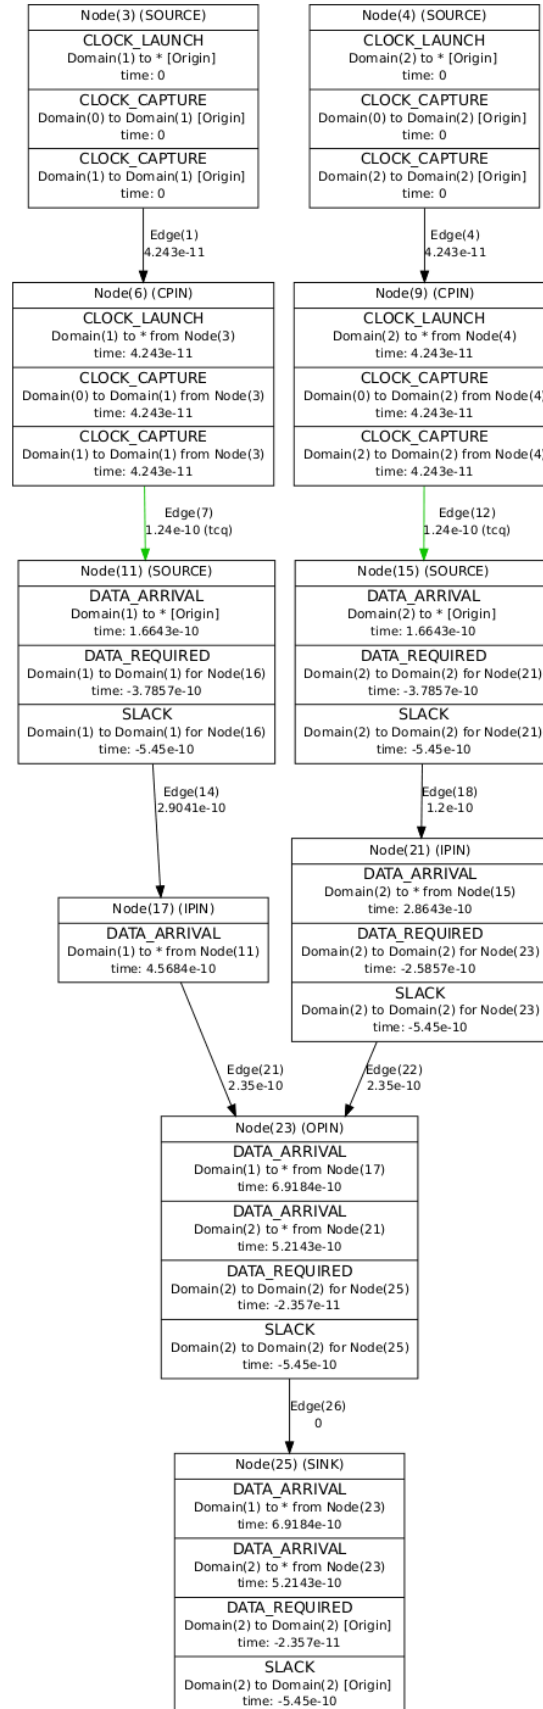 Node(3) (SOURCE)
CLOCK_LAUNCH
Domain(1) to * [Origin]
time: 0
CLOCK_CAPTURE
Domain(0) to Domain(1) [Origin]
time: 0
CLOCK_CAPTURE
Domain(1) to Domain(1) [Origin]
time: 0
Node(4) (SOURCE)
CLOCK_LAUNCH
Domain(2) to * [Origin]
time: 0
CLOCK_CAPTURE
Domain(0) to Domain(2) [Origin]
time: 0
CLOCK_CAPTURE
Domain(2) to Domain(2) [Origin]
time: 0
Edge(1)
4.243e-11
Edge(4)
4.243e-11
Node(6) (CPIN)
CLOCK_LAUNCH
Domain(1) to * from Node(3)
time: 4.243e-11
CLOCK_CAPTURE
Domain(0) to Domain(1) from Node(3)
time: 4.243e-11
CLOCK_CAPTURE
Domain(1) to Domain(1) from Node(3)
time: 4.243e-11
Node(9) (CPIN)
CLOCK_LAUNCH
Domain(2) to * from Node(4)
time: 4.243e-11
CLOCK_CAPTURE
Domain(0) to Domain(2) from Node(4)
time: 4.243e-11
CLOCK_CAPTURE
Domain(2) to Domain(2) from Node(4)
time: 4.243e-11
Edge(7)
1.24e-10 (tcq)
Edge(12)
1.24e-10 (tcq)
Node(11) (SOURCE)
DATA_ARRIVAL
Domain(1) to * [Origin]
time: 1.6643e-10
DATA_REQUIRED
Domain(1) to Domain(1) for Node(16)
time: -3.7857e-10
SLACK
Domain(1) to Domain(1) for Node(16)
time: -5.45e-10
Node(15) (SOURCE)
DATA_ARRIVAL
Domain(2) to * [Origin]
time: 1.6643e-10
DATA_REQUIRED
Domain(2) to Domain(2) for Node(21)
time: -3.7857e-10
SLACK
Domain(2) to Domain(2) for Node(21)
time: -5.45e-10
Edge(14)
2.9041e-10
Edge(18)
1.2e-10
Node(17) (IPIN)
DATA_ARRIVAL
Domain(1) to * from Node(11)
time: 4.5684e-10
Node(21) (IPIN)
DATA_ARRIVAL
Domain(2) to * from Node(15)
time: 2.8643e-10
DATA_REQUIRED
Domain(2) to Domain(2) for Node(23)
time: -2.5857e-10
SLACK
Domain(2) to Domain(2) for Node(23)
time: -5.45e-10
Edge(21)
2.35e-10
Edge(22)
2.35e-10
Node(23) (OPIN)
DATA_ARRIVAL
Domain(1) to * from Node(17)
time: 6.9184e-10
DATA_ARRIVAL
Domain(2) to * from Node(21)
time: 5.2143e-10
DATA_REQUIRED
Domain(2) to Domain(2) for Node(25)
time: -2.357e-11
SLACK
Domain(2) to Domain(2) for Node(25)
time: -5.45e-10
Edge(26)
0
Node(25) (SINK)
DATA_ARRIVAL
Domain(1) to * from Node(23)
time: 6.9184e-10
DATA_ARRIVAL
Domain(2) to * from Node(23)
time: 5.2143e-10
DATA_REQUIRED
Domain(2) to Domain(2) [Origin]
time: -2.357e-11
SLACK
Domain(2) to Domain(2) [Origin]
time: -5.45e-10